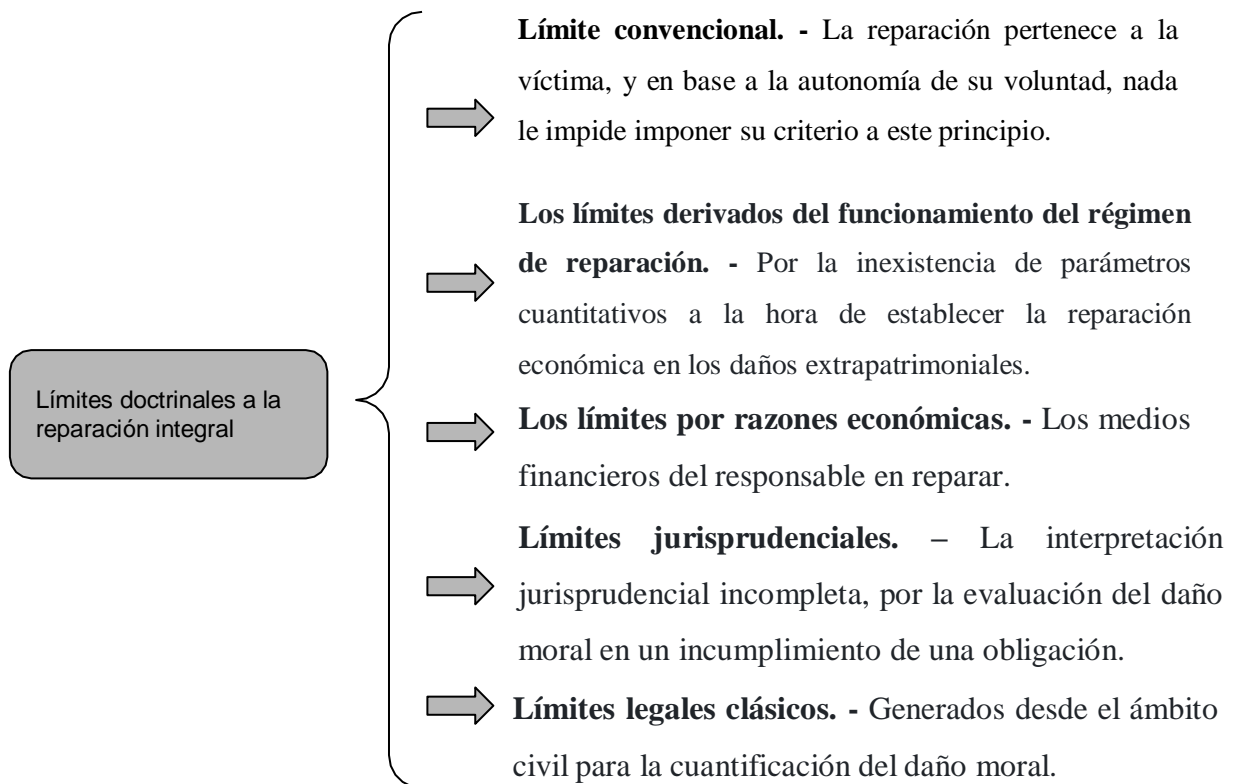 Límites doctrinales a la
reparación integral
Límite convencional. - La reparación pertenece a la
víctima, y en base a la autonomía de su voluntad, nada
le impide imponer su criterio a este principio.
Los límites derivados del funcionamiento del régimen
de reparación. - Por la inexistencia de parámetros
cuantitativos a la hora de establecer la reparación
económica en los daños extrapatrimoniales.
Los límites por razones económicas. - Los medios
financieros del responsable en reparar.
Límites jurisprudenciales. – La interpretación
jurisprudencial incompleta, por la evaluación del daño
moral en un incumplimiento de una obligación.
Límites legales clásicos. - Generados desde el ámbito
civil para la cuantificación del daño moral.